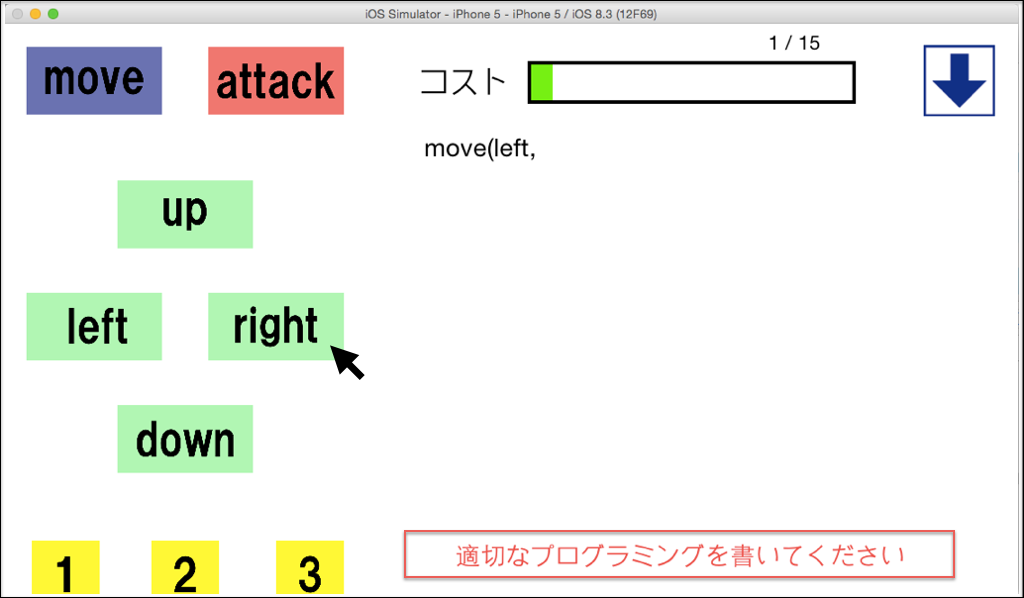 iOS Simulator - iPhone 5 - iPhone 5 / iOS 8.3 (12F69)
move
attack
コスト
1 / 15
move(left,
up
left
right
down
1
2
3
適切なプログラミングを書いてください